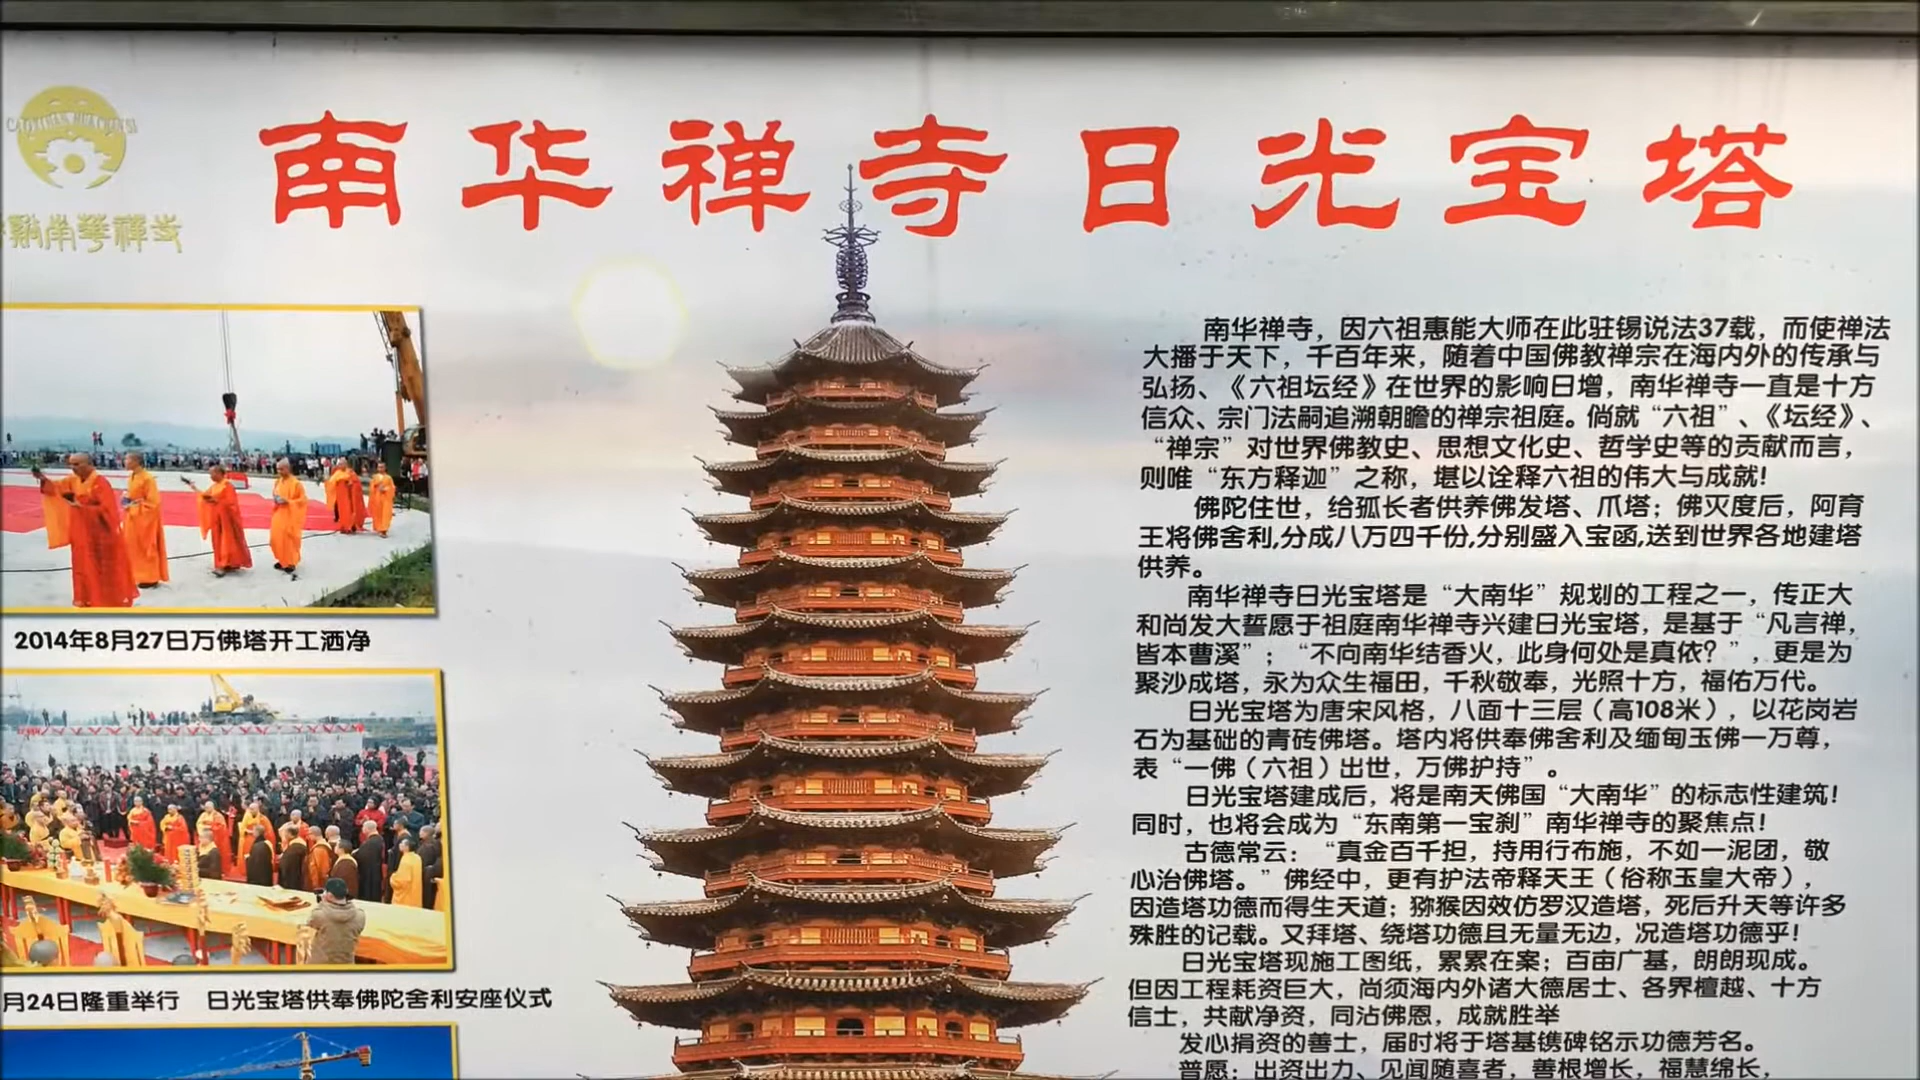 南华禅寺日光宝塔
南华禅寺
2014年8月27日万佛塔开工洒净
月24日隆重举行 日光宝塔供奉佛陀舍利安座仪式
南华禅寺，因六祖惠能大师在此驻锡说法37载，而使禅法
大播于天下，千百年来，随着中国佛教禅宗在海内外的传承与
弘扬、《六祖坛经》在世界的影响日增，南华禅寺一直是十方
信众、宗门法嗣追溯朝瞻的禅宗祖庭。倘就“六祖”、《坛经》、
“禅宗”对世界佛教史、思想文化史、哲学史等的贡献而言，
则唯“东方释迦”之称，堪以诠释六祖的伟大与成就！
佛陀住世，给孤长者供养佛发塔、爪塔；佛灭度后，阿育
王将佛舍利,分成八万四千份,分别盛入宝函,送到世界各地建塔
供养。
南华禅寺日光宝塔是“大南华”规划的工程之一，传正大
和尚发大誓愿于祖庭南华禅寺兴建日光宝塔，是基于“凡言禅，
皆本曹溪”；“不向南华结香火，此身何处是真依？”，更是为
聚沙成塔，永为众生福田，千秋敬奉，光照十方，福佑万代。
日光宝塔为唐宋风格，八面十三层（高108米），以花岗岩
石为基础的青砖佛塔。塔内将供奉佛舍利及缅甸玉佛一万尊，
表“一佛（六祖）出世，万佛护持”。
日光宝塔建成后，将是南天佛国“大南华”的标志性建筑！
同时，也将会成为“东南第一宝刹”南华禅寺的聚焦点！
古德常云：“真金百千担，持用行布施，不如一泥团，敬
心治佛塔。”佛经中，更有护法帝释天王（俗称玉皇大帝），
因造塔功德而得生天道；猕猴因效仿罗汉造塔，死后升天等许多
殊胜的记载。又拜塔、绕塔功德且无量无边，况造塔功德乎！
日光宝塔现施工图纸，累累在案；百亩广基，朗朗现成。
但因工程耗资巨大，尚须海内外诸大德居士、各界檀越、十方
信士，共献净资，同沾佛恩，成就胜举
发心捐资的善士，届时将于塔基镌碑铭示功德芳名。
普愿：出资出力、见闻随喜者，善根增长，福慧绵长，